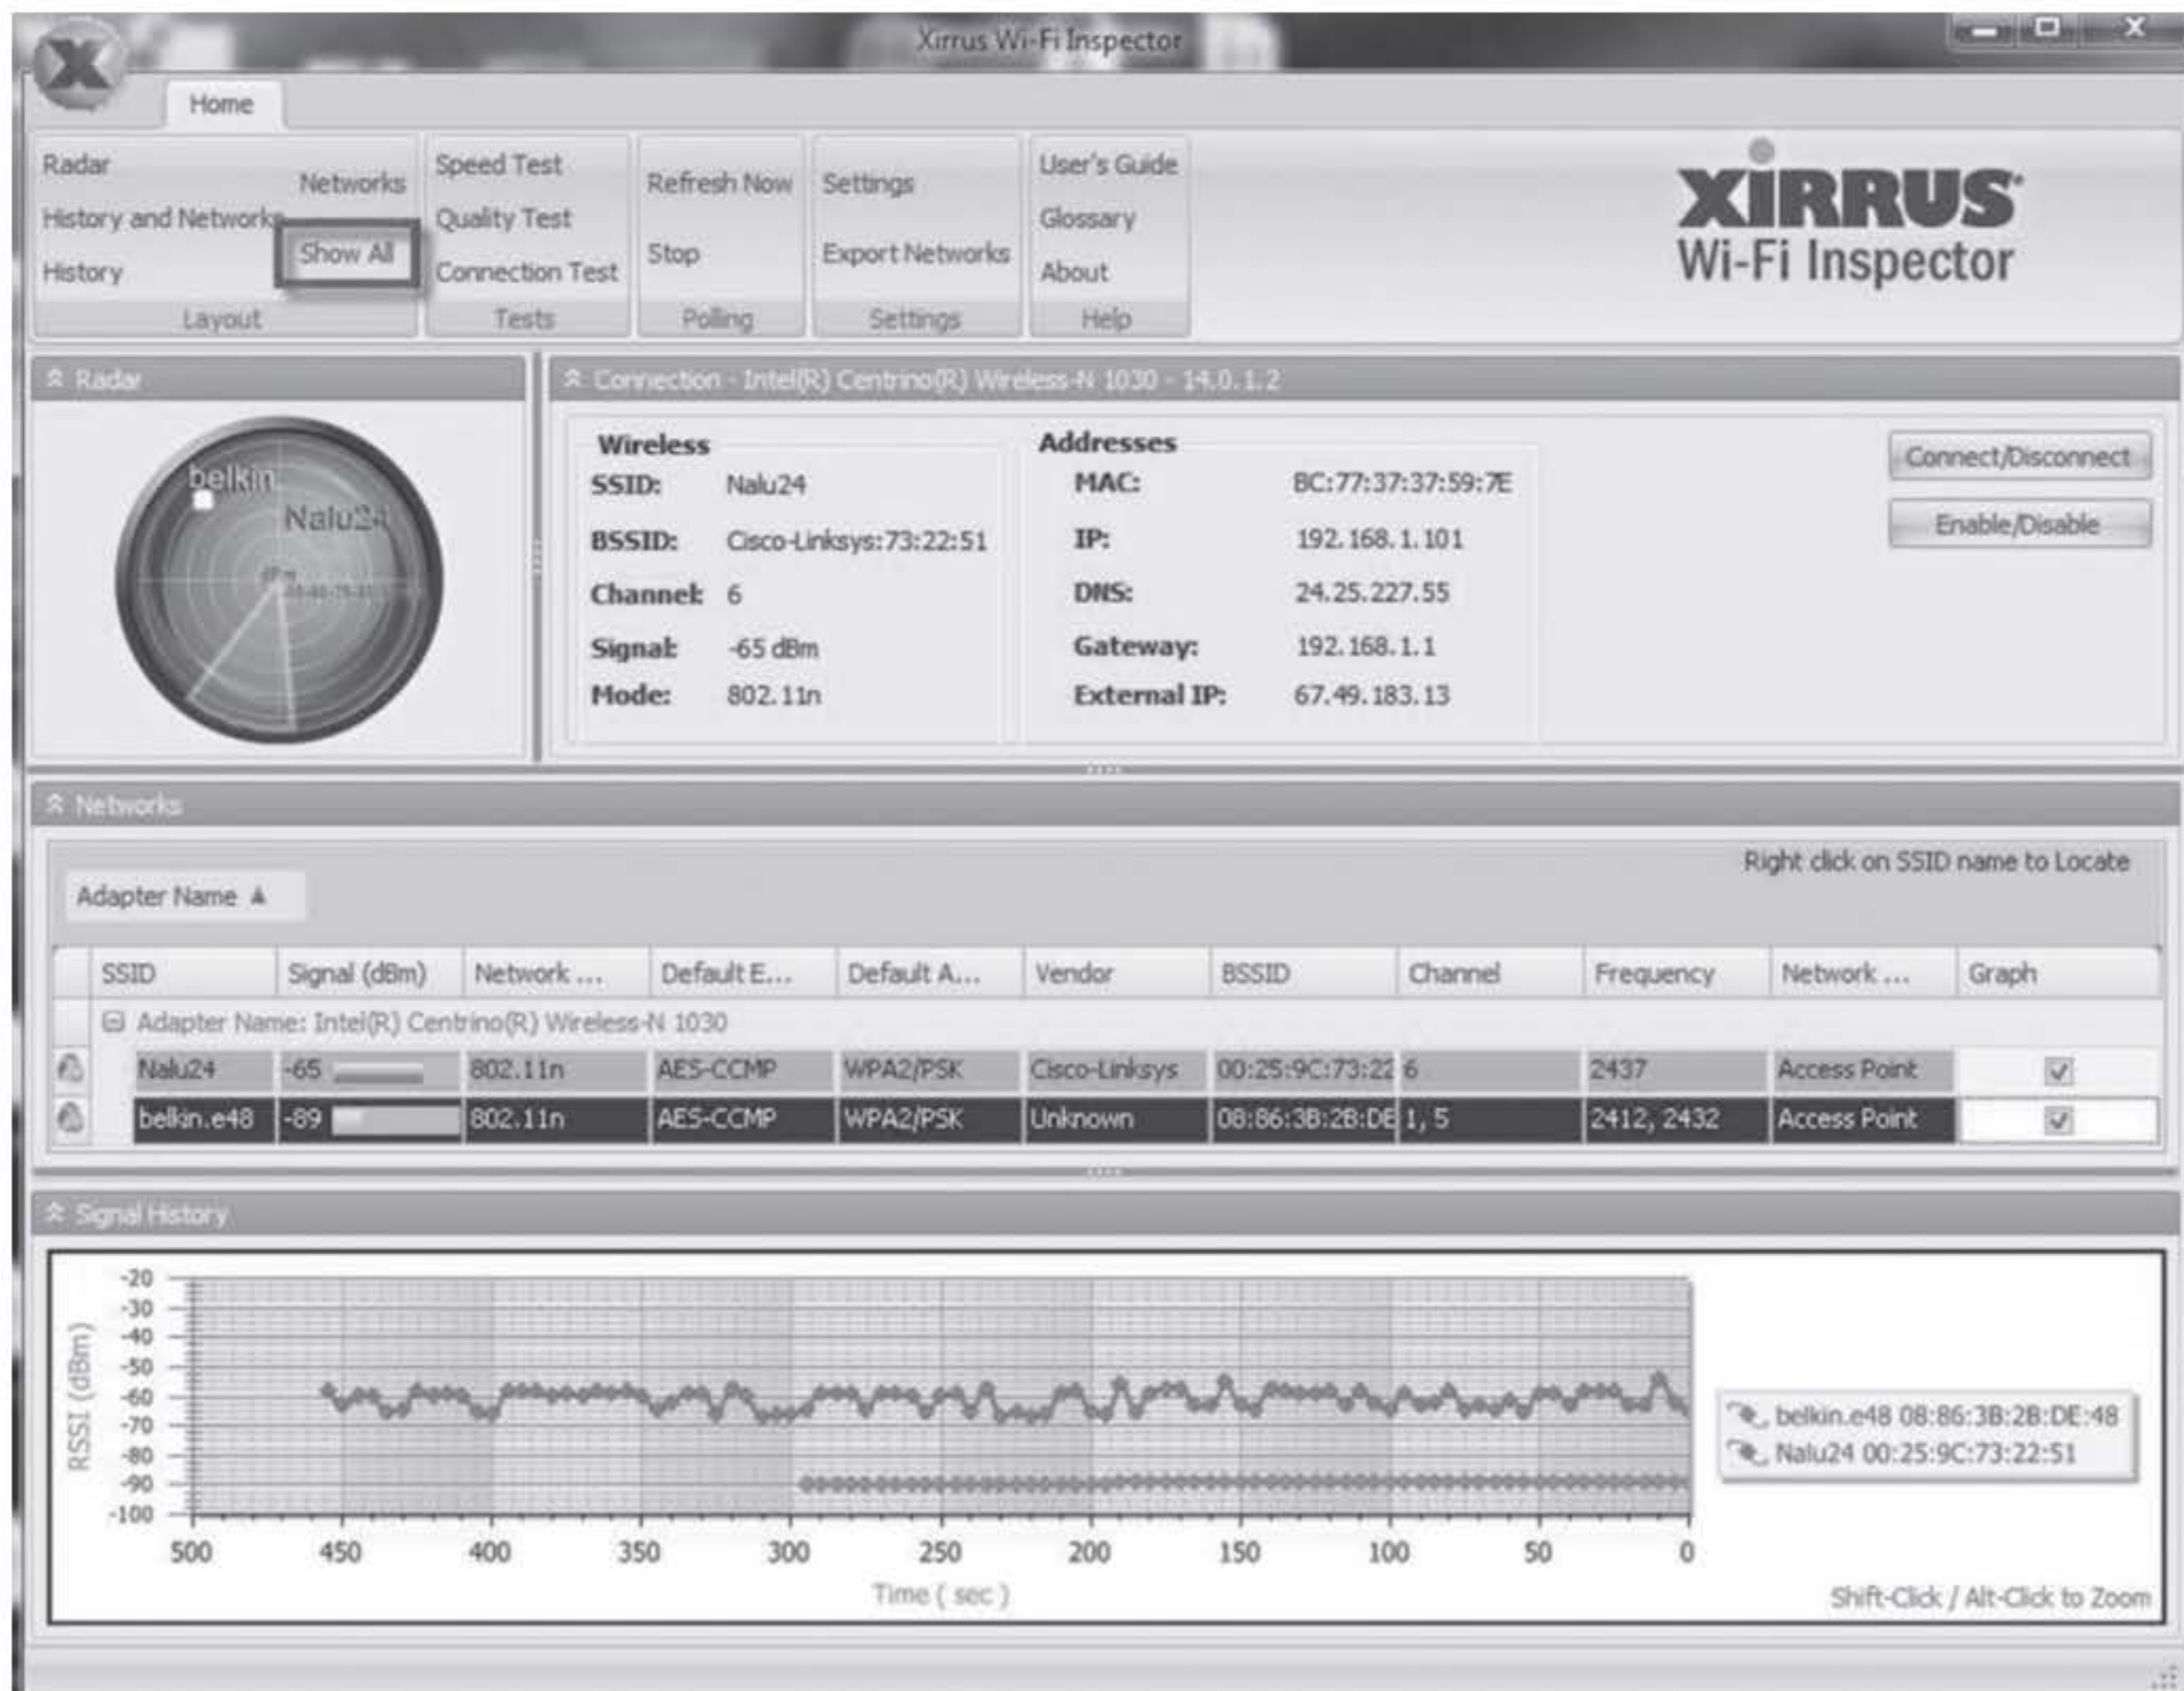 Xirrus Wi-Fi Inspector
Home
Radar
History and Networks
History
Networks
Show All
Layout
Speed Test
Quality Test
Connection Test
Tests
Refresh Now
Stop
Polling
Settings
Export Networks
Settings
User's Guide
Glossary
About
Help
XIRRUS
Wi-Fi Inspector
Radar
belkin
Nalu24
Connection - Intel(R) Centrino(R) Wireless-N 1030 - 14.0.1.2
Wireless
SSID: Nalu24
BSSID: Cisco-Linksys:73:22:51
Channel: 6
Signal: -65 dBm
Mode: 802.11n
Addresses
MAC: BC:77:37:37:59:7E
IP: 192.168.1.101
DNS: 24.25.227.55
Gateway: 192.168.1.1
External IP: 67.49.183.13
Connect/Disconnect
Enable/Disable
Networks
Right click on SSID name to Locate
Adapter Name
SSID Signal (dBm) Network ... Default E... Default A... Vendor BSSID Channel Frequency Network ... Graph
Adapter Name: Intel(R) Centrino(R) Wireless-N 1030
Nalu24 -65 802.11n AES-CCMP WPA2/PSK Cisco-Linksys 00:25:9C:73:22 6 2437 Access Point
belkin.e48 -89 802.11n AES-CCMP WPA2/PSK Unknown 08:86:3B:2B:DE 1, 5 2412, 2432 Access Point
Signal History
RSSI (dBm)
-20
-30
-40
-50
-60
-70
-80
-90
-100
500 450 400 350 300 250 200 150 100 50 0
Time ( sec )
belkin.e48 08:86:3B:2B:DE:48
Nalu24 00:25:9C:73:22:51
Shift-Click / Alt-Click to Zoom